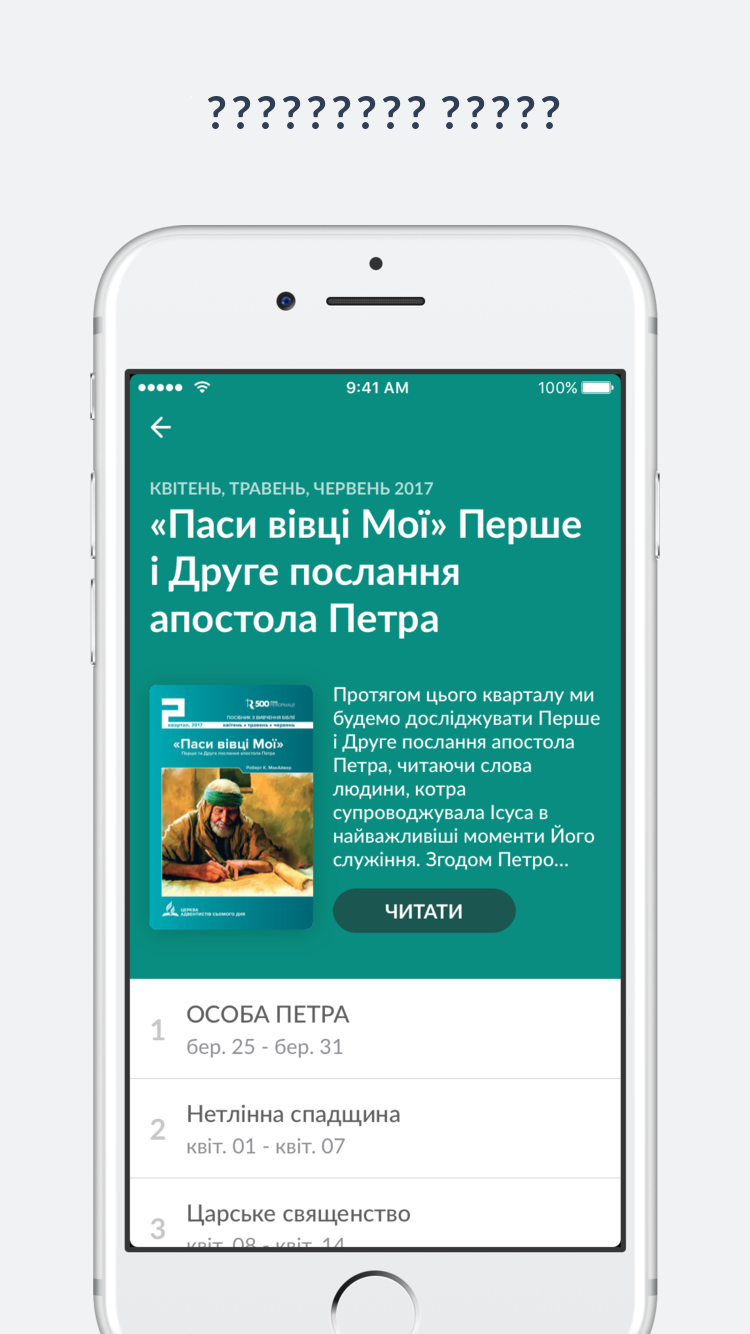 ????????? ?????
9:41 AM
100%
КВІТЕНЬ, ТРАВЕНЬ, ЧЕРВЕНЬ 2017
«Паси вівці Мої» Перше
і Друге послання
апостола Петра
2
500
квартал, 2017
ПОСІБНИК З ВИВЧЕННЯ БІБЛІЇ
квітень • травень • червень
«Паси вівці Мої»
Перше та Друге послання апостола Петра
Роберт К. МакАйвер
ЦЕРКВА
АДВЕНТИСТІВ СЬОМОГО ДНЯ
Протягом цього кварталу ми
будемо досліджувати Перше
і Друге послання апостола
Петра, читаючи слова
людини, котра
супроводжувала Ісуса в
найважливіші моменти Його
служіння. Згодом Петро...
ЧИТАТИ
1
ОСОБА ПЕТРА
бер. 25 - бер. 31
2
Нетлінна спадщина
квіт. 01 - квіт. 07
3
Царське священство
квіт. 08 - квіт. 14